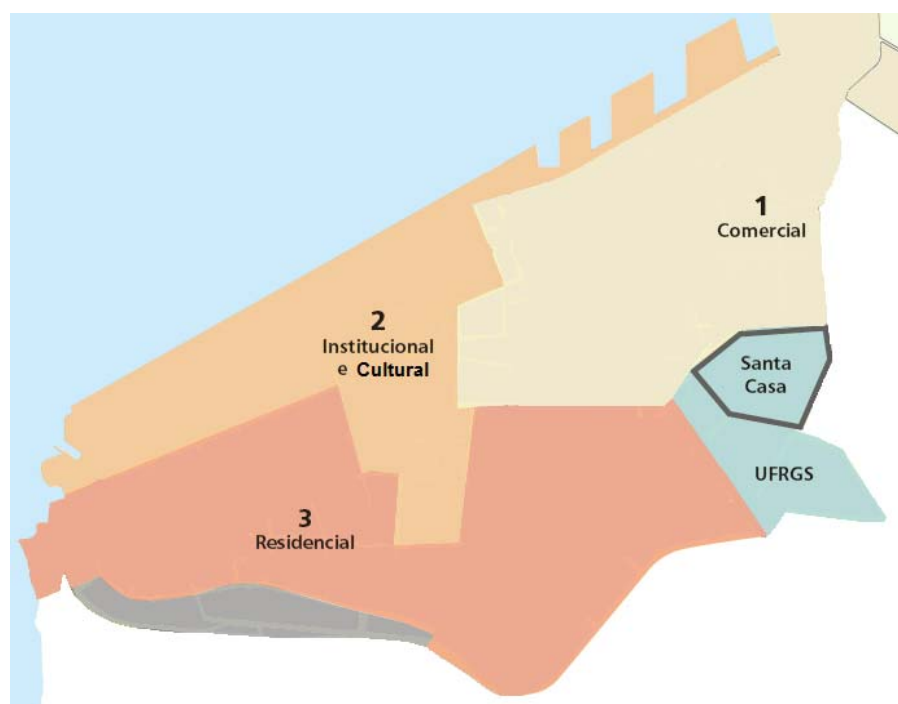 1
Comercial
2
Institucional
e Cultural
Santa
Casa
UFRGS
3
Residencial